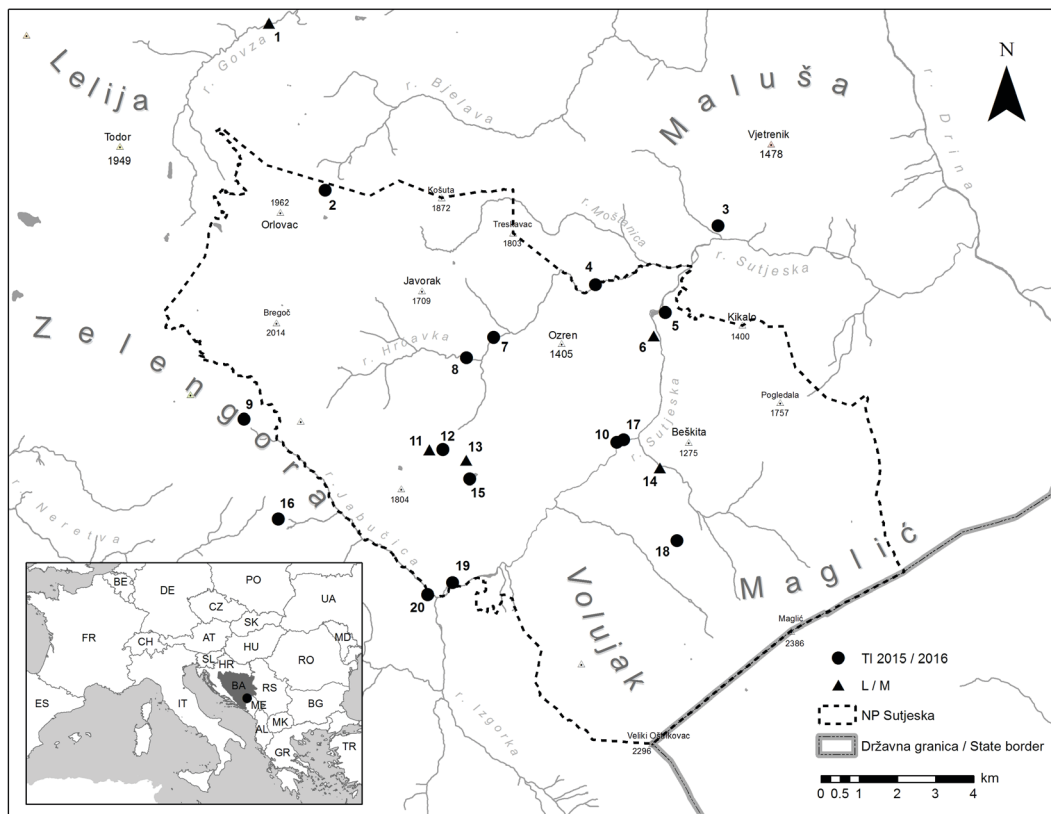 1
r. Govza
Lelija
r. Bjelava
Maluša
N
r. Drina
Todor
1949
Vjetrenik
1478
2
1962
Orlovac
Košuta
1872
Treskavac
1803
r. Moštanica
3
r. Sutjeska
4
Javorak
1709
Zelengora
Bregoč
2014
r. Hrčavka
7
8
Ozren
1405
5
6
Kikalo
1400
Pogledala
1757
9
10
17
r. Sutjeska
Beškita
1275
11
12
13
14
15
1804
r. Neretva
16
r. Jabučica
18
19
20
Volujak
Maglić
Maglić
2386
r. Izgorka
Veliki Oštrikovac
2296
TI 2015 / 2016
L / M
NP Sutjeska
Državna granica / State border
km
0 0.5 1 2 3 4
BE
DE
PO
UA
CZ
SK
FR
CH
AT
HU
MD
SL
HR
RO
BA
RS
ES
IT
ME
BG
MK
AL
GR
TR